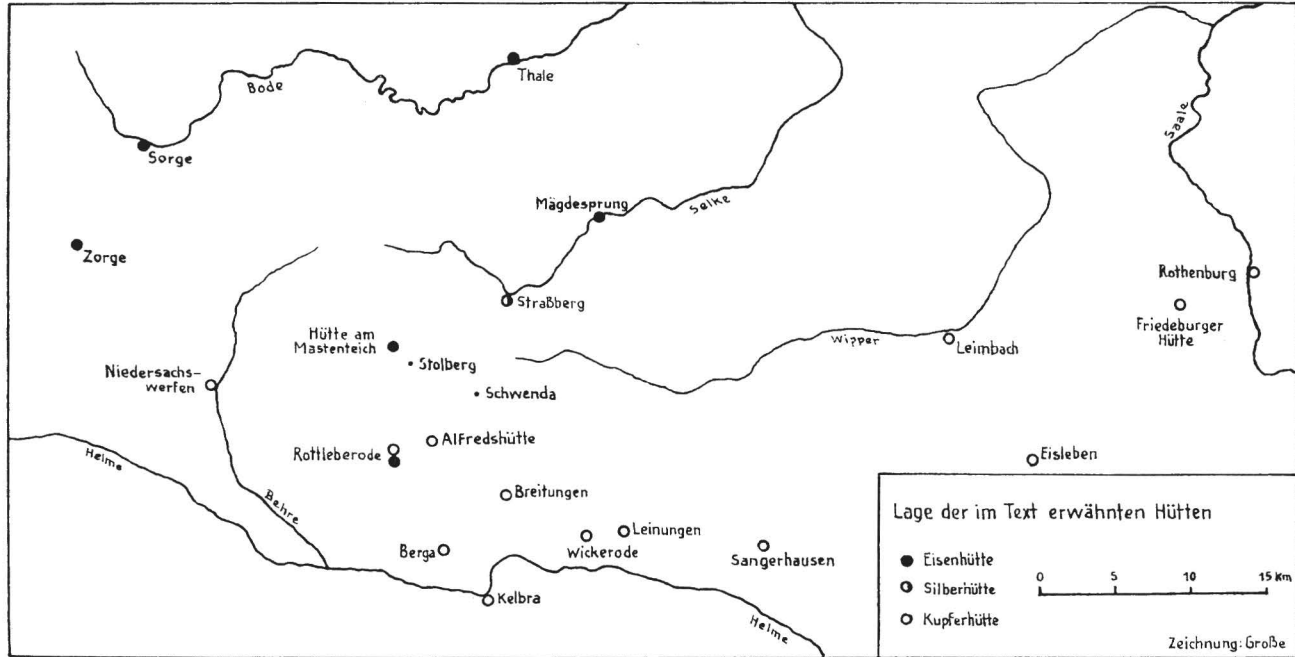 Thale
Bode
Sorge
Saale
Mägdesprung
Selke
Zorge
Rothenburg
Straßberg
Friedeburger
Hütte
Hütte am
Mastenteich
Wipper
Leimbach
Stolberg
Niedersachs-
werfen
Schwenda
Alfredshütte
Rottleberode
Eisleben
Helme
Behre
Breitungen
Leinungen
Wickerode
Berga
Sangerhausen
Kelbra
Helme
Lage der im Text erwähnten Hütten
Eisenhütte
Silberhütte
Kupferhütte
0 5 10 15 Km
Zeichnung: Große